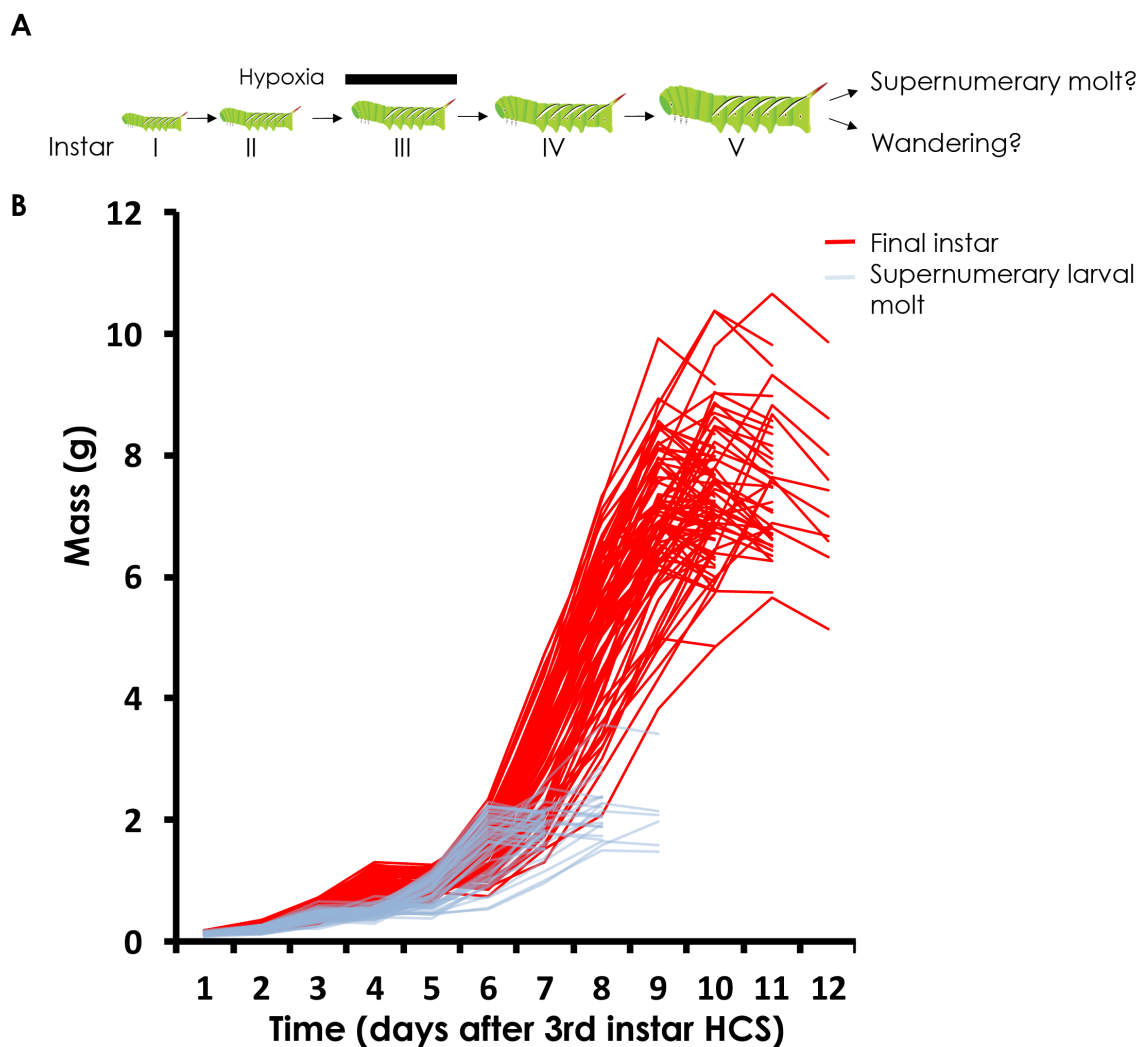 A
Hypoxia
Supernumerary molt?
Instar I II III IV V
Wandering?
B
12
10
8
6
4
2
0
Mass (g)
Final instar
Supernumerary larval
molt
1 2 3 4 5 6 7 8 9 10 11 12
Time (days after 3rd instar HCS)